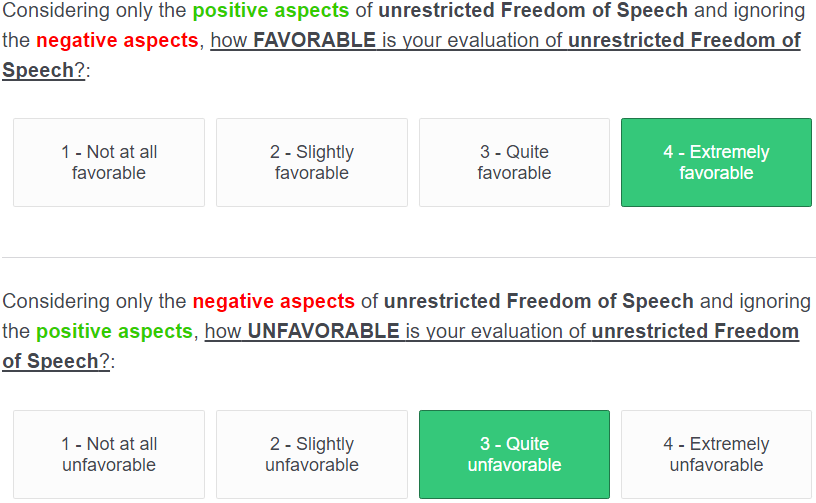 Considering only the positive aspects of unrestricted Freedom of Speech and ignoring
the negative aspects, how FAVORABLE is your evaluation of unrestricted Freedom of
Speech?:
1 - Not at all favorable
2 - Slightly favorable
3 - Quite favorable
4 - Extremely favorable
Considering only the negative aspects of unrestricted Freedom of Speech and ignoring
the positive aspects, how UNFAVORABLE is your evaluation of unrestricted Freedom
of Speech?:
1 - Not at all unfavorable
2 - Slightly unfavorable
3 - Quite unfavorable
4 - Extremely unfavorable